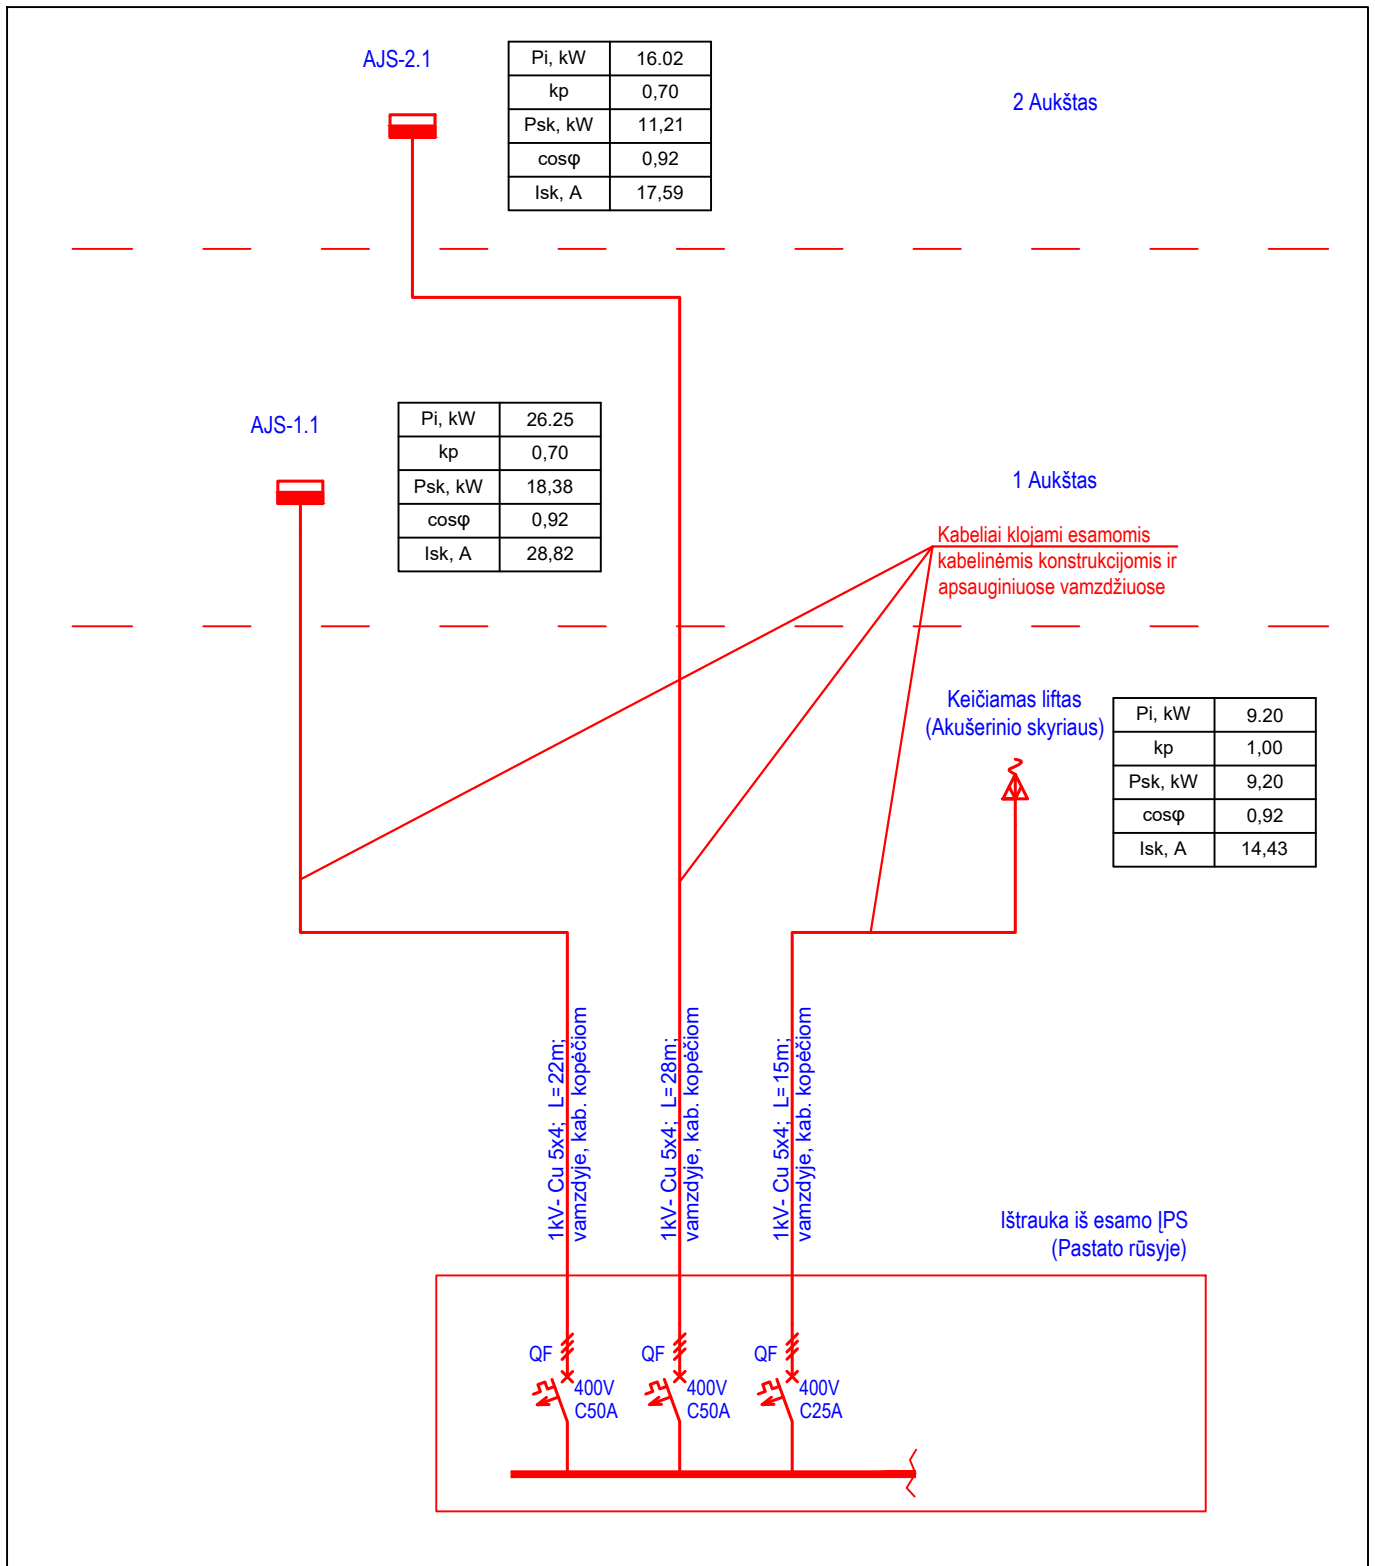 AJS-2.1
Pi, kW 16.02
kp 0,70
Psk, kW 11,21
cosφ 0,92
Isk, A 17,59
2 Aukštas
AJS-1.1
Pi, kW 26.25
kp 0,70
Psk, kW 18,38
cosφ 0,92
Isk, A 28,82
1 Aukštas
Kabeliai klojami esamomis
kabelinėmis konstrukcijomis ir
apsauginiuose vamzdžiuose
Keičiamas liftas
(Akušerinio skyriaus)
Pi, kW 9.20
kp 1,00
Psk, kW 9,20
cosφ 0,92
Isk, A 14,43
1kV- Cu 5x4; L=22m;
vamzdyje, kab. kopėčiom
1kV- Cu 5x4; L=28m;
vamzdyje, kab. kopėčiom
1kV- Cu 5x4; L=15m;
vamzdyje, kab. kopėčiom
Ištrauka iš esamo ĮPS
(Pastato rūsyje)
QF
400V
C50A
QF
400V
C50A
QF
400V
C25A